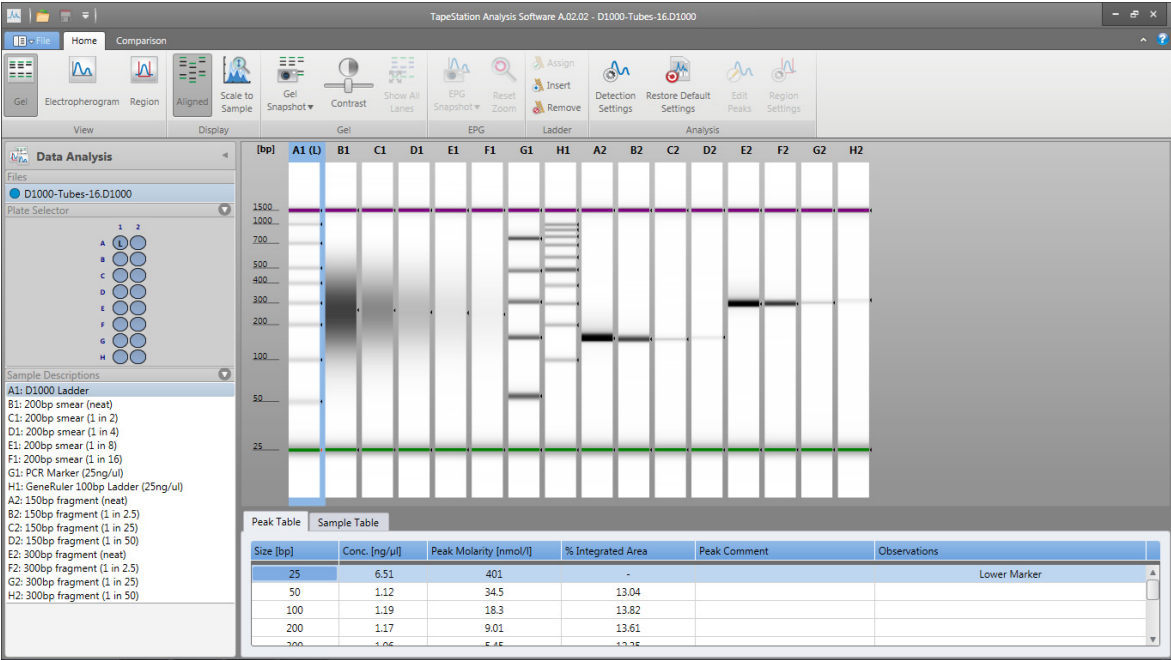 TapeStation Analysis Software A.02.02 - D1000-Tubes-16.D1000
File Home Comparison
Gel Electropherogram Region Aligned Scale to Sample Gel Snapshot Contrast Show All Lanes EPG Snapshot Reset Zoom Assign Insert Remove Detection Settings Restore Default Settings Edit Peaks Region Settings
View Display Gel EPG Ladder Analysis
Data Analysis
Files
D1000-Tubes-16.D1000
Plate Selector
1 2
A L
B
C
D
E
F
G
H
Sample Descriptions
A1: D1000 Ladder
B1: 200bp smear (neat)
C1: 200bp smear (1 in 2)
D1: 200bp smear (1 in 4)
E1: 200bp smear (1 in 8)
F1: 200bp smear (1 in 16)
G1: PCR Marker (25ng/ul)
H1: GeneRuler 100bp Ladder (25ng/ul)
A2: 150bp fragment (neat)
B2: 150bp fragment (1 in 2.5)
C2: 150bp fragment (1 in 25)
D2: 150bp fragment (1 in 50)
E2: 300bp fragment (neat)
F2: 300bp fragment (1 in 2.5)
G2: 300bp fragment (1 in 25)
H2: 300bp fragment (1 in 50)
[bp] A1 (L) B1 C1 D1 E1 F1 G1 H1 A2 B2 C2 D2 E2 F2 G2 H2
1500
1000
700
500
400
300
200
100
50
25
Peak Table Sample Table
Size [bp] Conc. [ng/µl] Peak Molarity [nmol/l] % Integrated Area Peak Comment Observations
25 6.51 401 - Lower Marker
50 1.12 34.5 13.04
100 1.19 18.3 13.82
200 1.17 9.01 13.61